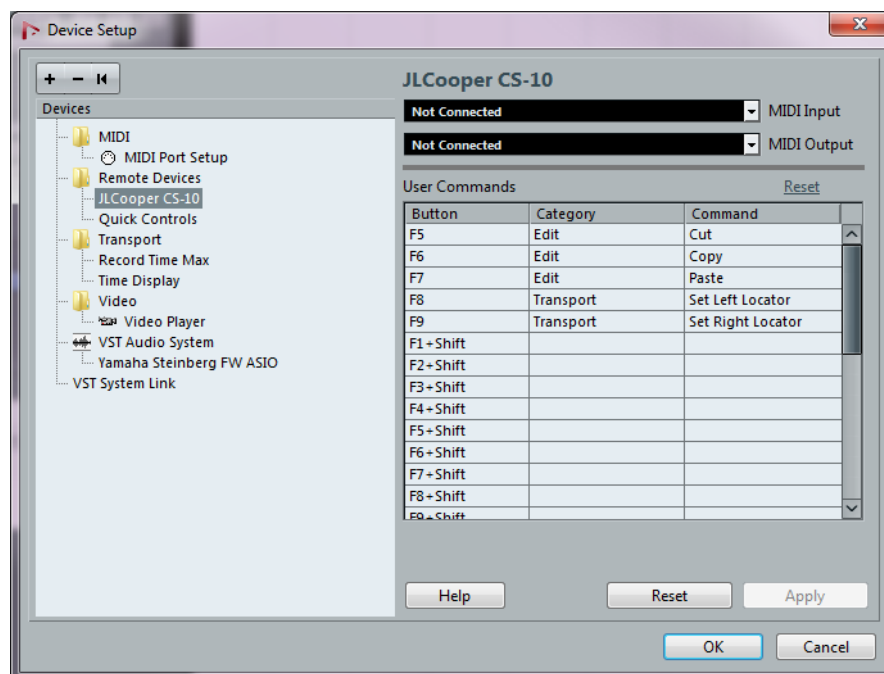 Device Setup
Devices
MIDI
MIDI Port Setup
Remote Devices
JLCooper CS-10
Quick Controls
Transport
Record Time Max
Time Display
Video
Video Player
VST Audio System
Yamaha Steinberg FW ASIO
VST System Link
JLCooper CS-10
Not Connected MIDI Input
Not Connected MIDI Output
User Commands Reset
Button Category Command
F5 Edit Cut
F6 Edit Copy
F7 Edit Paste
F8 Transport Set Left Locator
F9 Transport Set Right Locator
F1+Shift
F2+Shift
F3+Shift
F4+Shift
F5+Shift
F6+Shift
F7+Shift
F8+Shift
F9+Shift
Help Reset Apply
OK Cancel